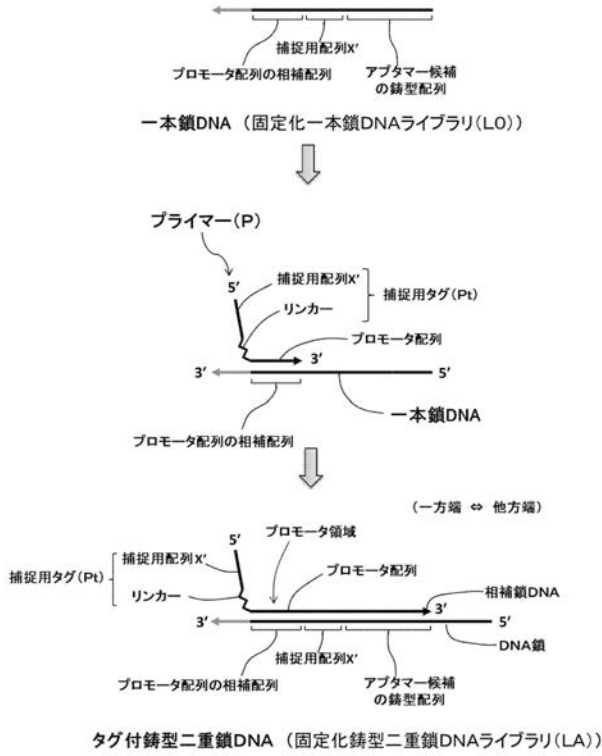 捕捉用配列X’
プロモータ配列の相補配列
アプタマー候補
の鋳型配列
一本鎖DNA (固定化一本鎖DNAライブラリ(L0))
プライマー(P)
5’
捕捉用配列X’
リンカー
捕捉用タグ(Pt)
プロモータ配列
3’
3’
5’
一本鎖DNA
プロモータ配列の相補配列
(一方端 ⇔ 他方端)
5’
プロモータ領域
捕捉用配列X’
捕捉用タグ(Pt)
リンカー
プロモータ配列
相補鎖DNA
3’
3’
5’
DNA鎖
捕捉用配列X’
プロモータ配列の相補配列
アプタマー候補
の鋳型配列
タグ付鋳型二重鎖DNA (固定化鋳型二重鎖DNAライブラリ(LA))